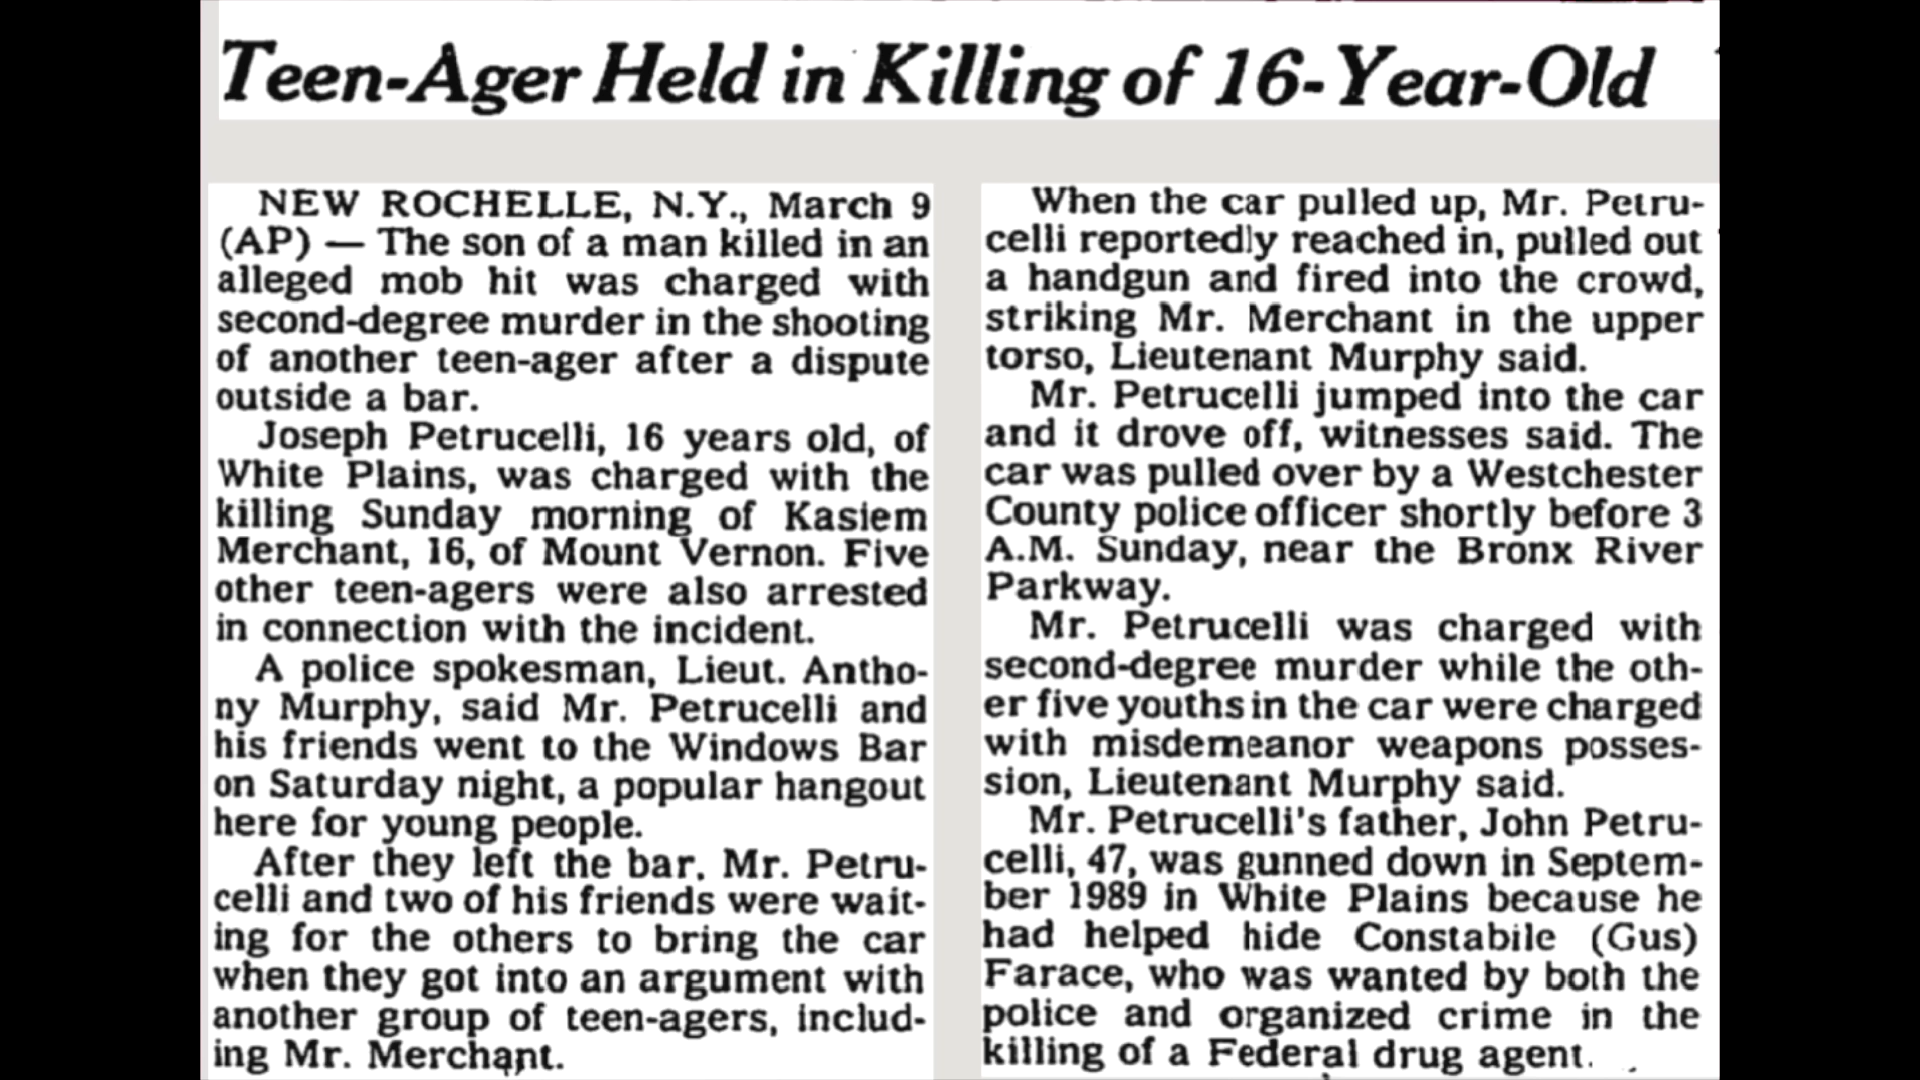 Teen-Ager Held in Killing of 16-Year-Old
NEW ROCHELLE, N.Y., March 9
(AP) — The son of a man killed in an
alleged mob hit was charged with
second-degree murder in the shooting
of another teen-ager after a dispute
outside a bar.
Joseph Petrucelli, 16 years old, of
White Plains, was charged with the
killing Sunday morning of Kasiem
Merchant, 16, of Mount Vernon. Five
other teen-agers were also arrested
in connection with the incident.
A police spokesman, Lieut. Antho-
ny Murphy, said Mr. Petrucelli and
his friends went to the Windows Bar
on Saturday night, a popular hangout
here for young people.
After they left the bar, Mr. Petru-
celli and two of his friends were wait-
ing for the others to bring the car
when they got into an argument with
another group of teen-agers, includ-
ing Mr. Merchant.
When the car pulled up, Mr. Petru-
celli reportedly reached in, pulled out
a handgun and fired into the crowd,
striking Mr. Merchant in the upper
torso, Lieutenant Murphy said.
Mr. Petrucelli jumped into the car
and it drove off, witnesses said. The
car was pulled over by a Westchester
County police officer shortly before 3
A.M. Sunday, near the Bronx River
Parkway.
Mr. Petrucelli was charged with
second-degree murder while the oth-
er five youths in the car were charged
with misdemeanor weapons posses-
sion, Lieutenant Murphy said.
Mr. Petrucelli's father, John Petru-
celli, 47, was gunned down in Septem-
ber 1989 in White Plains because he
had helped hide Constabile (Gus)
Farace, who was wanted by both the
police and organized crime in the
killing of a Federal drug agent.